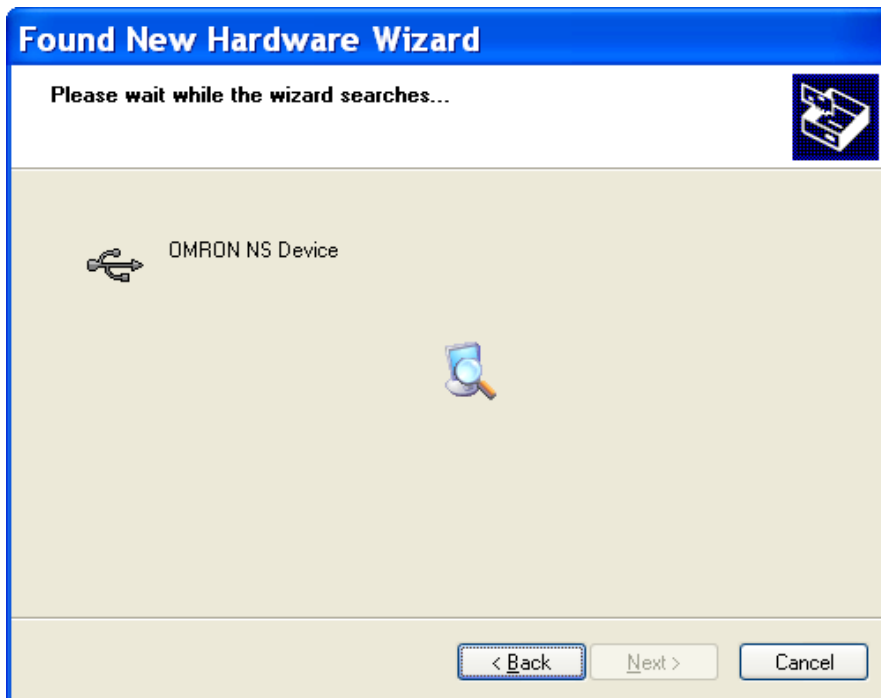 Found New Hardware Wizard
Please wait while the wizard searches...
OMRON NS Device
< Back
Next >
Cancel